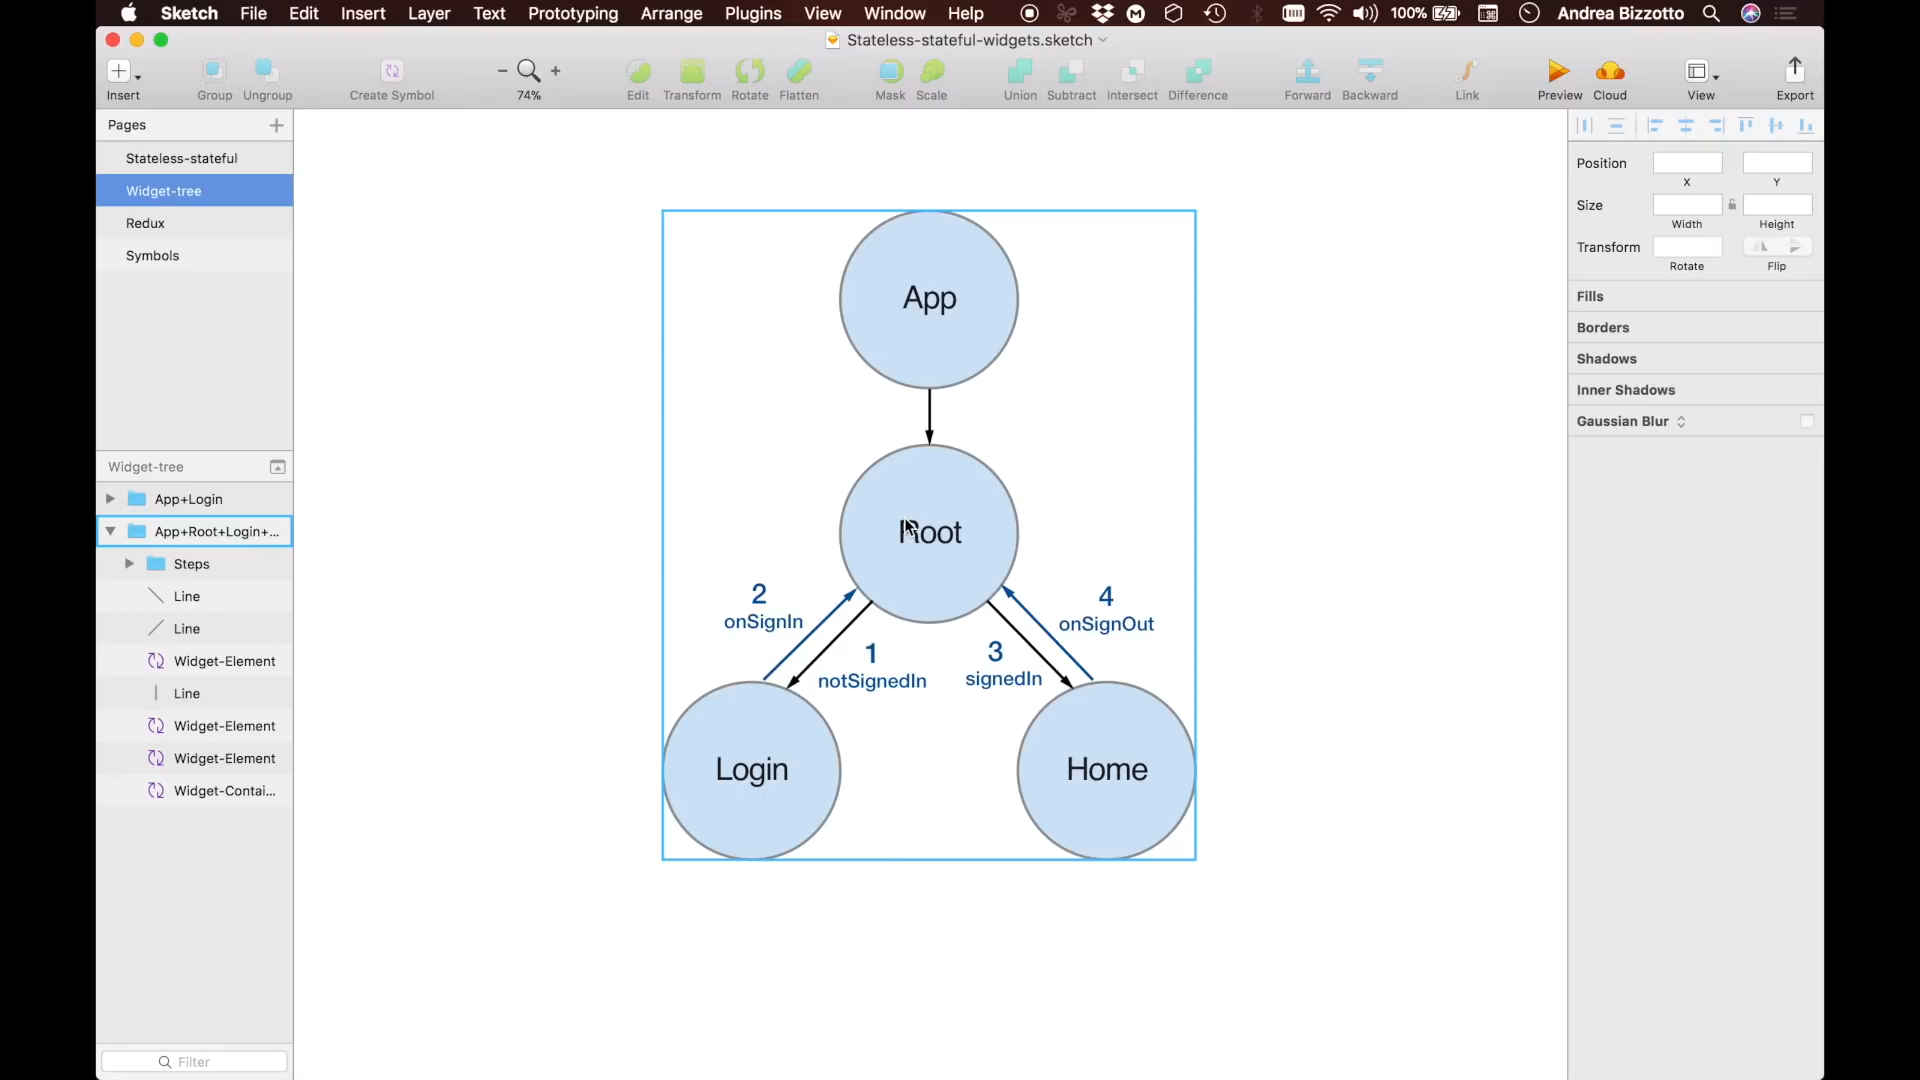 Sketch File Edit Insert Layer Text Prototyping Arrange Plugins View Window Help 100% Andrea Bizzotto
Stateless-stateful-widgets.sketch
Insert Group Ungroup Create Symbol 74% Edit Transform Rotate Flatten Mask Scale Union Subtract Intersect Difference Forward Backward Link Preview Cloud View Export
Pages
Stateless-stateful
Widget-tree
Redux
Symbols
Widget-tree
App+Login
App+Root+Login+...
Steps
Line
Line
Widget-Element
Line
Widget-Element
Widget-Element
Widget-Contai...
Filter
App
Root
2
onSignIn
4
onSignOut
1
notSignedIn
3
signedIn
Login
Home
Position
X Y
Size
Width Height
Transform
Rotate Flip
Fills
Borders
Shadows
Inner Shadows
Gaussian Blur